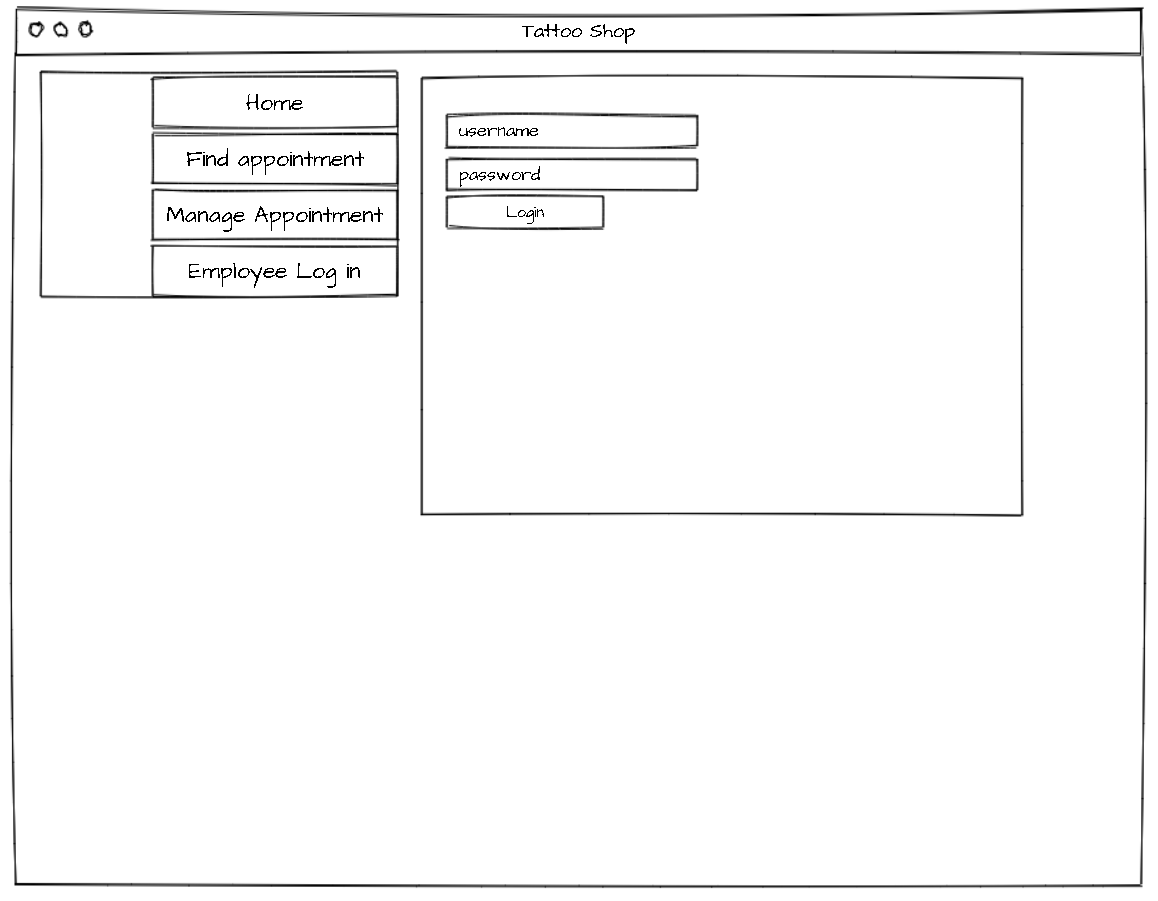 Tattoo Shop
Home
Find appointment
Manage Appointment
Employee Log in
username
password
Login